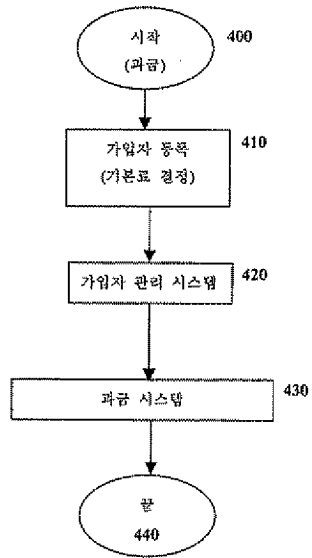 시작
(과금)
400
가입자 등록
(기본료 결정)
410
가입자 관리 시스템
420
과금 시스템
430
끝
440